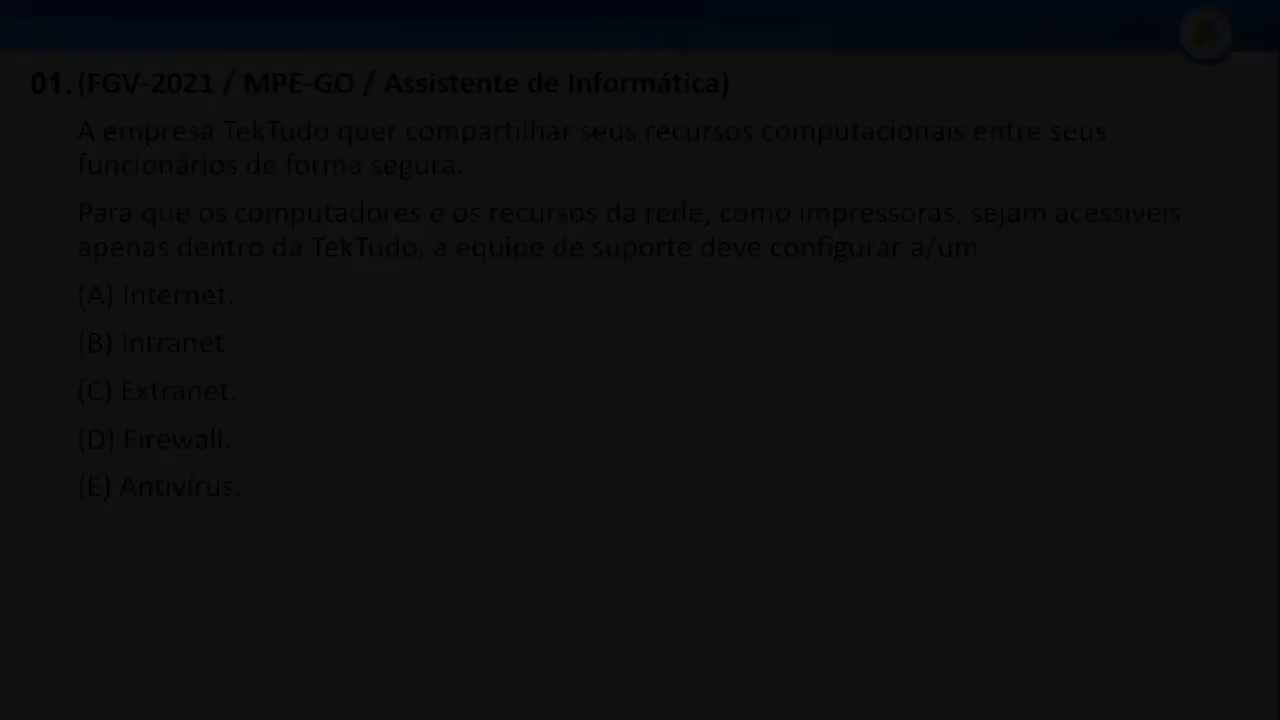 01. (FGV-2021 / MPE-GO / Assistente de Informática)
A empresa TekTudo quer compartilhar seus recursos computacionais entre seus
funcionários de forma segura.
Para que os computadores e os recursos da rede, como impressoras, sejam acessíveis
apenas dentro da TekTudo, a equipe de suporte deve configurar a/um
(A) Internet.
(B) Intranet.
(C) Extranet.
(D) Firewall.
(E) Antivírus.